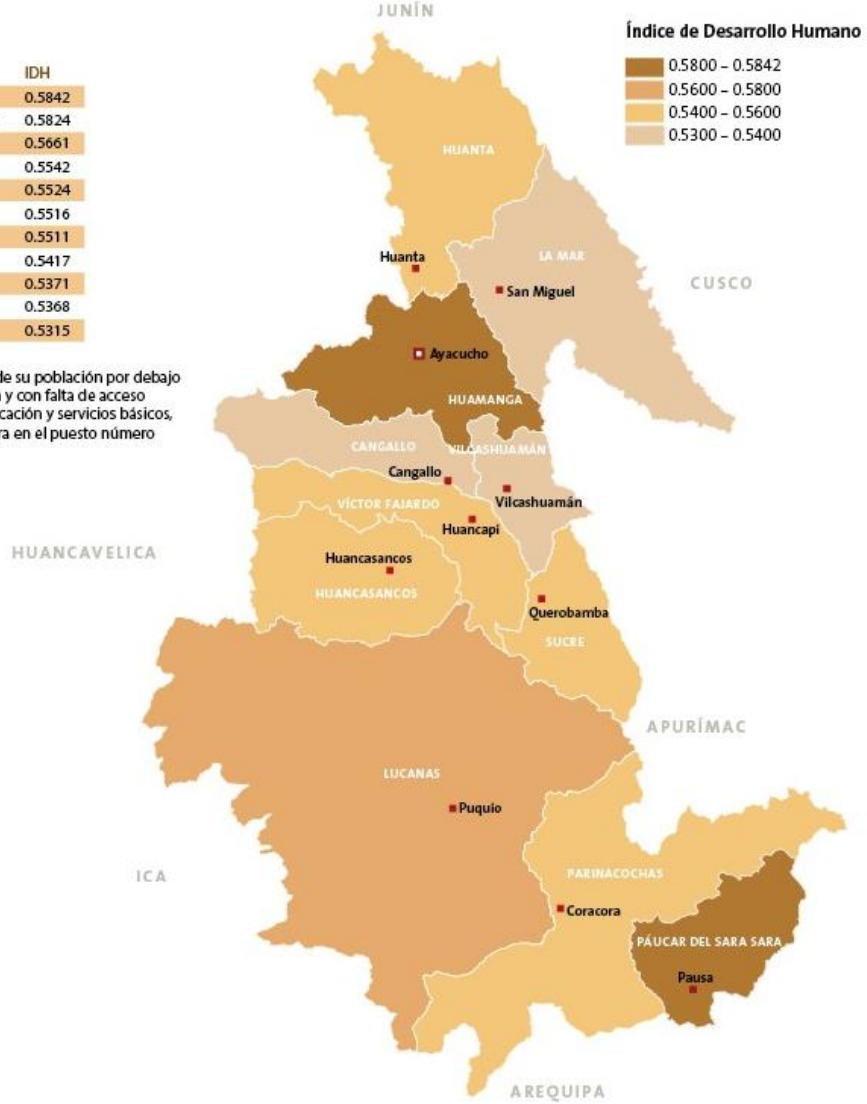 JUNÍN
Índice de Desarrollo Humano
0.5800 – 0.5842
0.5600 – 0.5800
0.5400 – 0.5600
0.5300 – 0.5400
IDH
0.5842
0.5824
0.5661
0.5542
0.5524
0.5516
0.5511
0.5417
0.5371
0.5368
0.5315
de su población por debajo
y con falta de acceso
cación y servicios básicos,
ra en el puesto número
HUANTA
Huanta
LA MAR
San Miguel
CUSCO
Ayacucho
HUAMANGA
CANGALLO
VILCASHUAMÁN
Cangallo
Vilcashuamán
VÍCTOR FAJARDO
Huancapi
HUANCAVELICA
Huancasancos
HUANCASANCOS
Querobamba
SUCRE
APURÍMAC
LUCANAS
Puquio
ICA
PARINACOCHAS
Coracora
PÁUCAR DEL SARA SARA
Pausa
AREQUIPA